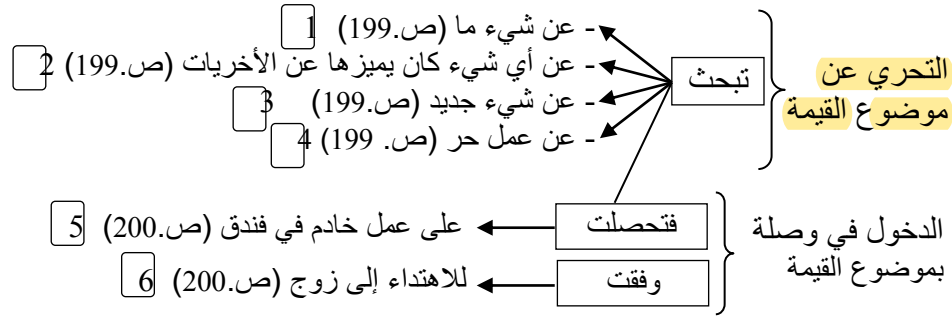 - عن شيء ما (ص.199) 1
- عن أي شيء كان يميزها عن الأخريات (ص.199) 2
التحري عن
تبحث
- عن شيء جديد (ص.199) 3
موضوع القيمة
- عن عمل حر (ص. 199) 4
الدخول في وصلة
فتحصلت
على عمل خادم في فندق (ص.200) 5
بموضوع القيمة
وفقت
للاهتداء إلى زوج (ص.200) 6